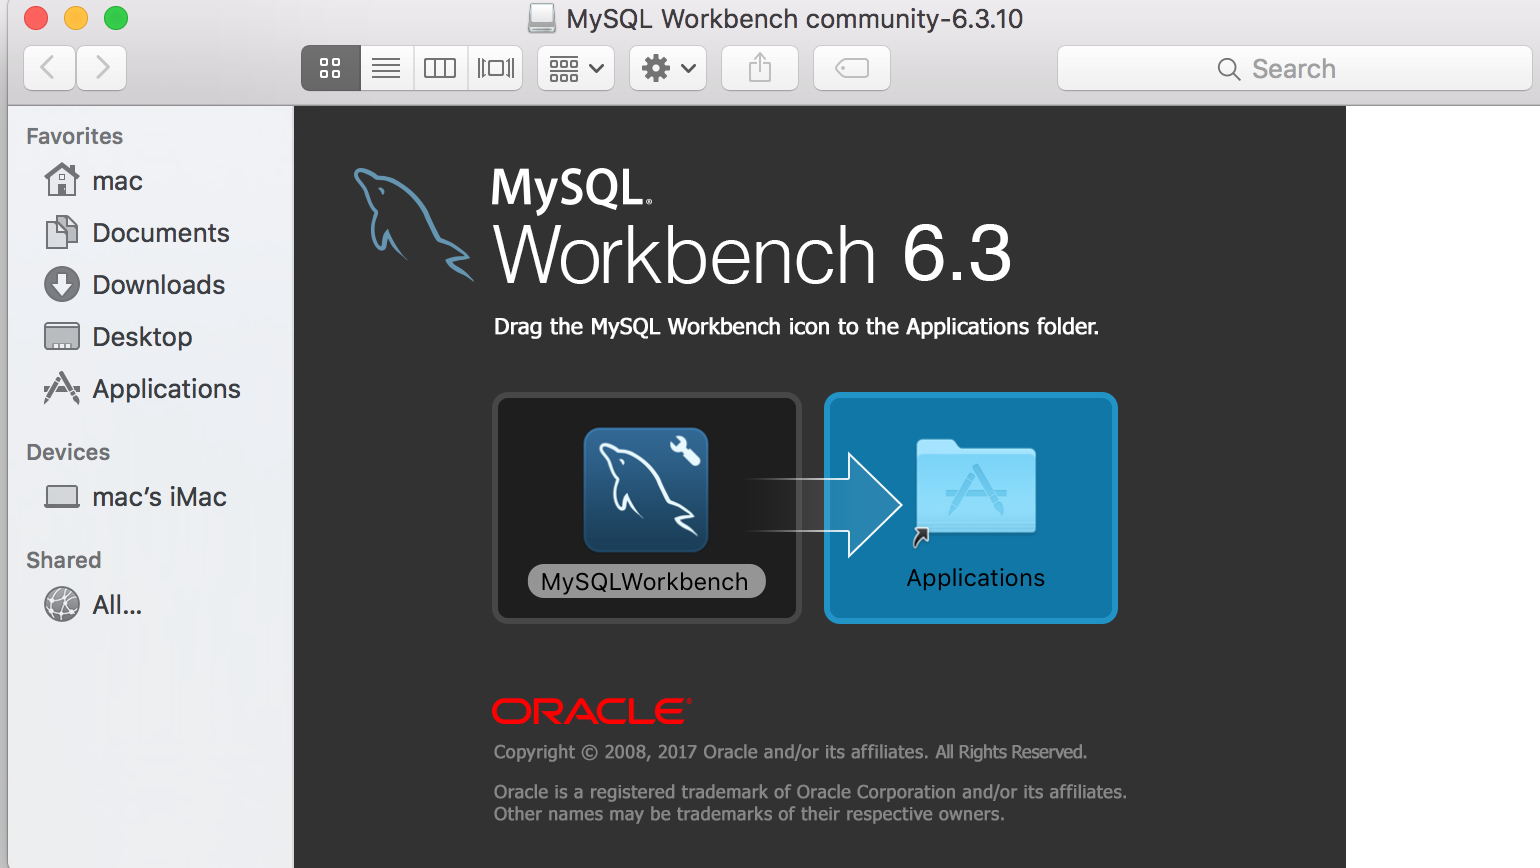 MySQL Workbench community-6.3.10
Search
Favorites
mac
Documents
Downloads
Desktop
Applications
Devices
mac’s iMac
Shared
All...
MySQL®
Workbench 6.3
Drag the MySQL Workbench icon to the Applications folder.
MySQLWorkbench
Applications
ORACLE®
Copyright © 2008, 2017 Oracle and/or its affiliates. All Rights Reserved.
Oracle is a registered trademark of Oracle Corporation and/or its affiliates.
Other names may be trademarks of their respective owners.